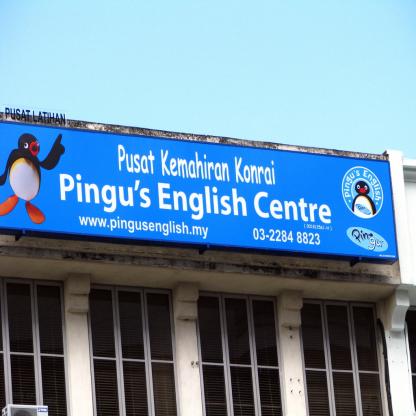 PUSAT LATIHAN
Pusat Kemahiran Konrai
Pingu's English Centre
www.pingusenglish.my
03-2284 8823
Pingu's English
Pingu